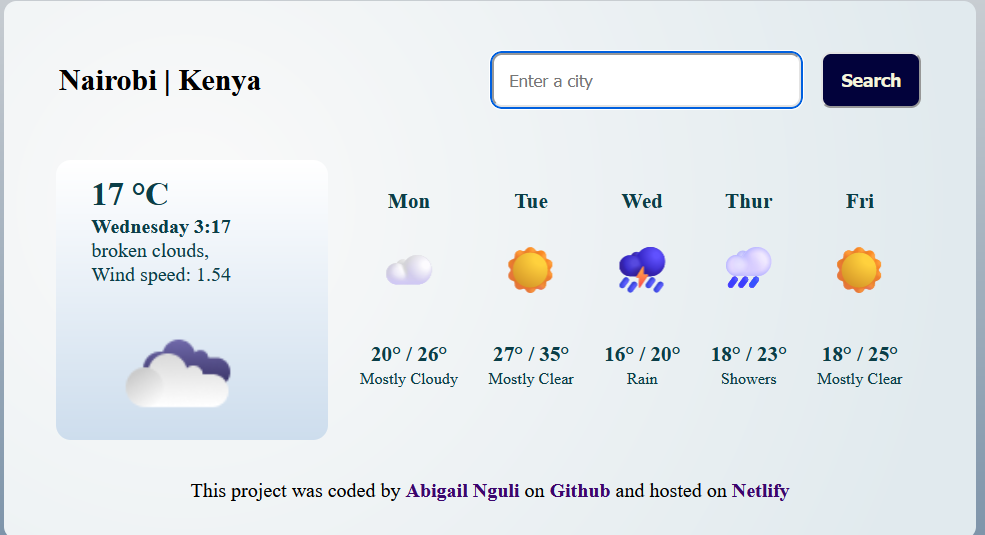 Nairobi | Kenya
Enter a city
Search
17 °C
Wednesday 3:17
broken clouds,
Wind speed: 1.54
Mon
Tue
Wed
Thur
Fri
20° / 26°
27° / 35°
16° / 20°
18° / 23°
18° / 25°
Mostly Cloudy
Mostly Clear
Rain
Showers
Mostly Clear
This project was coded by Abigail Nguli on Github and hosted on Netlify